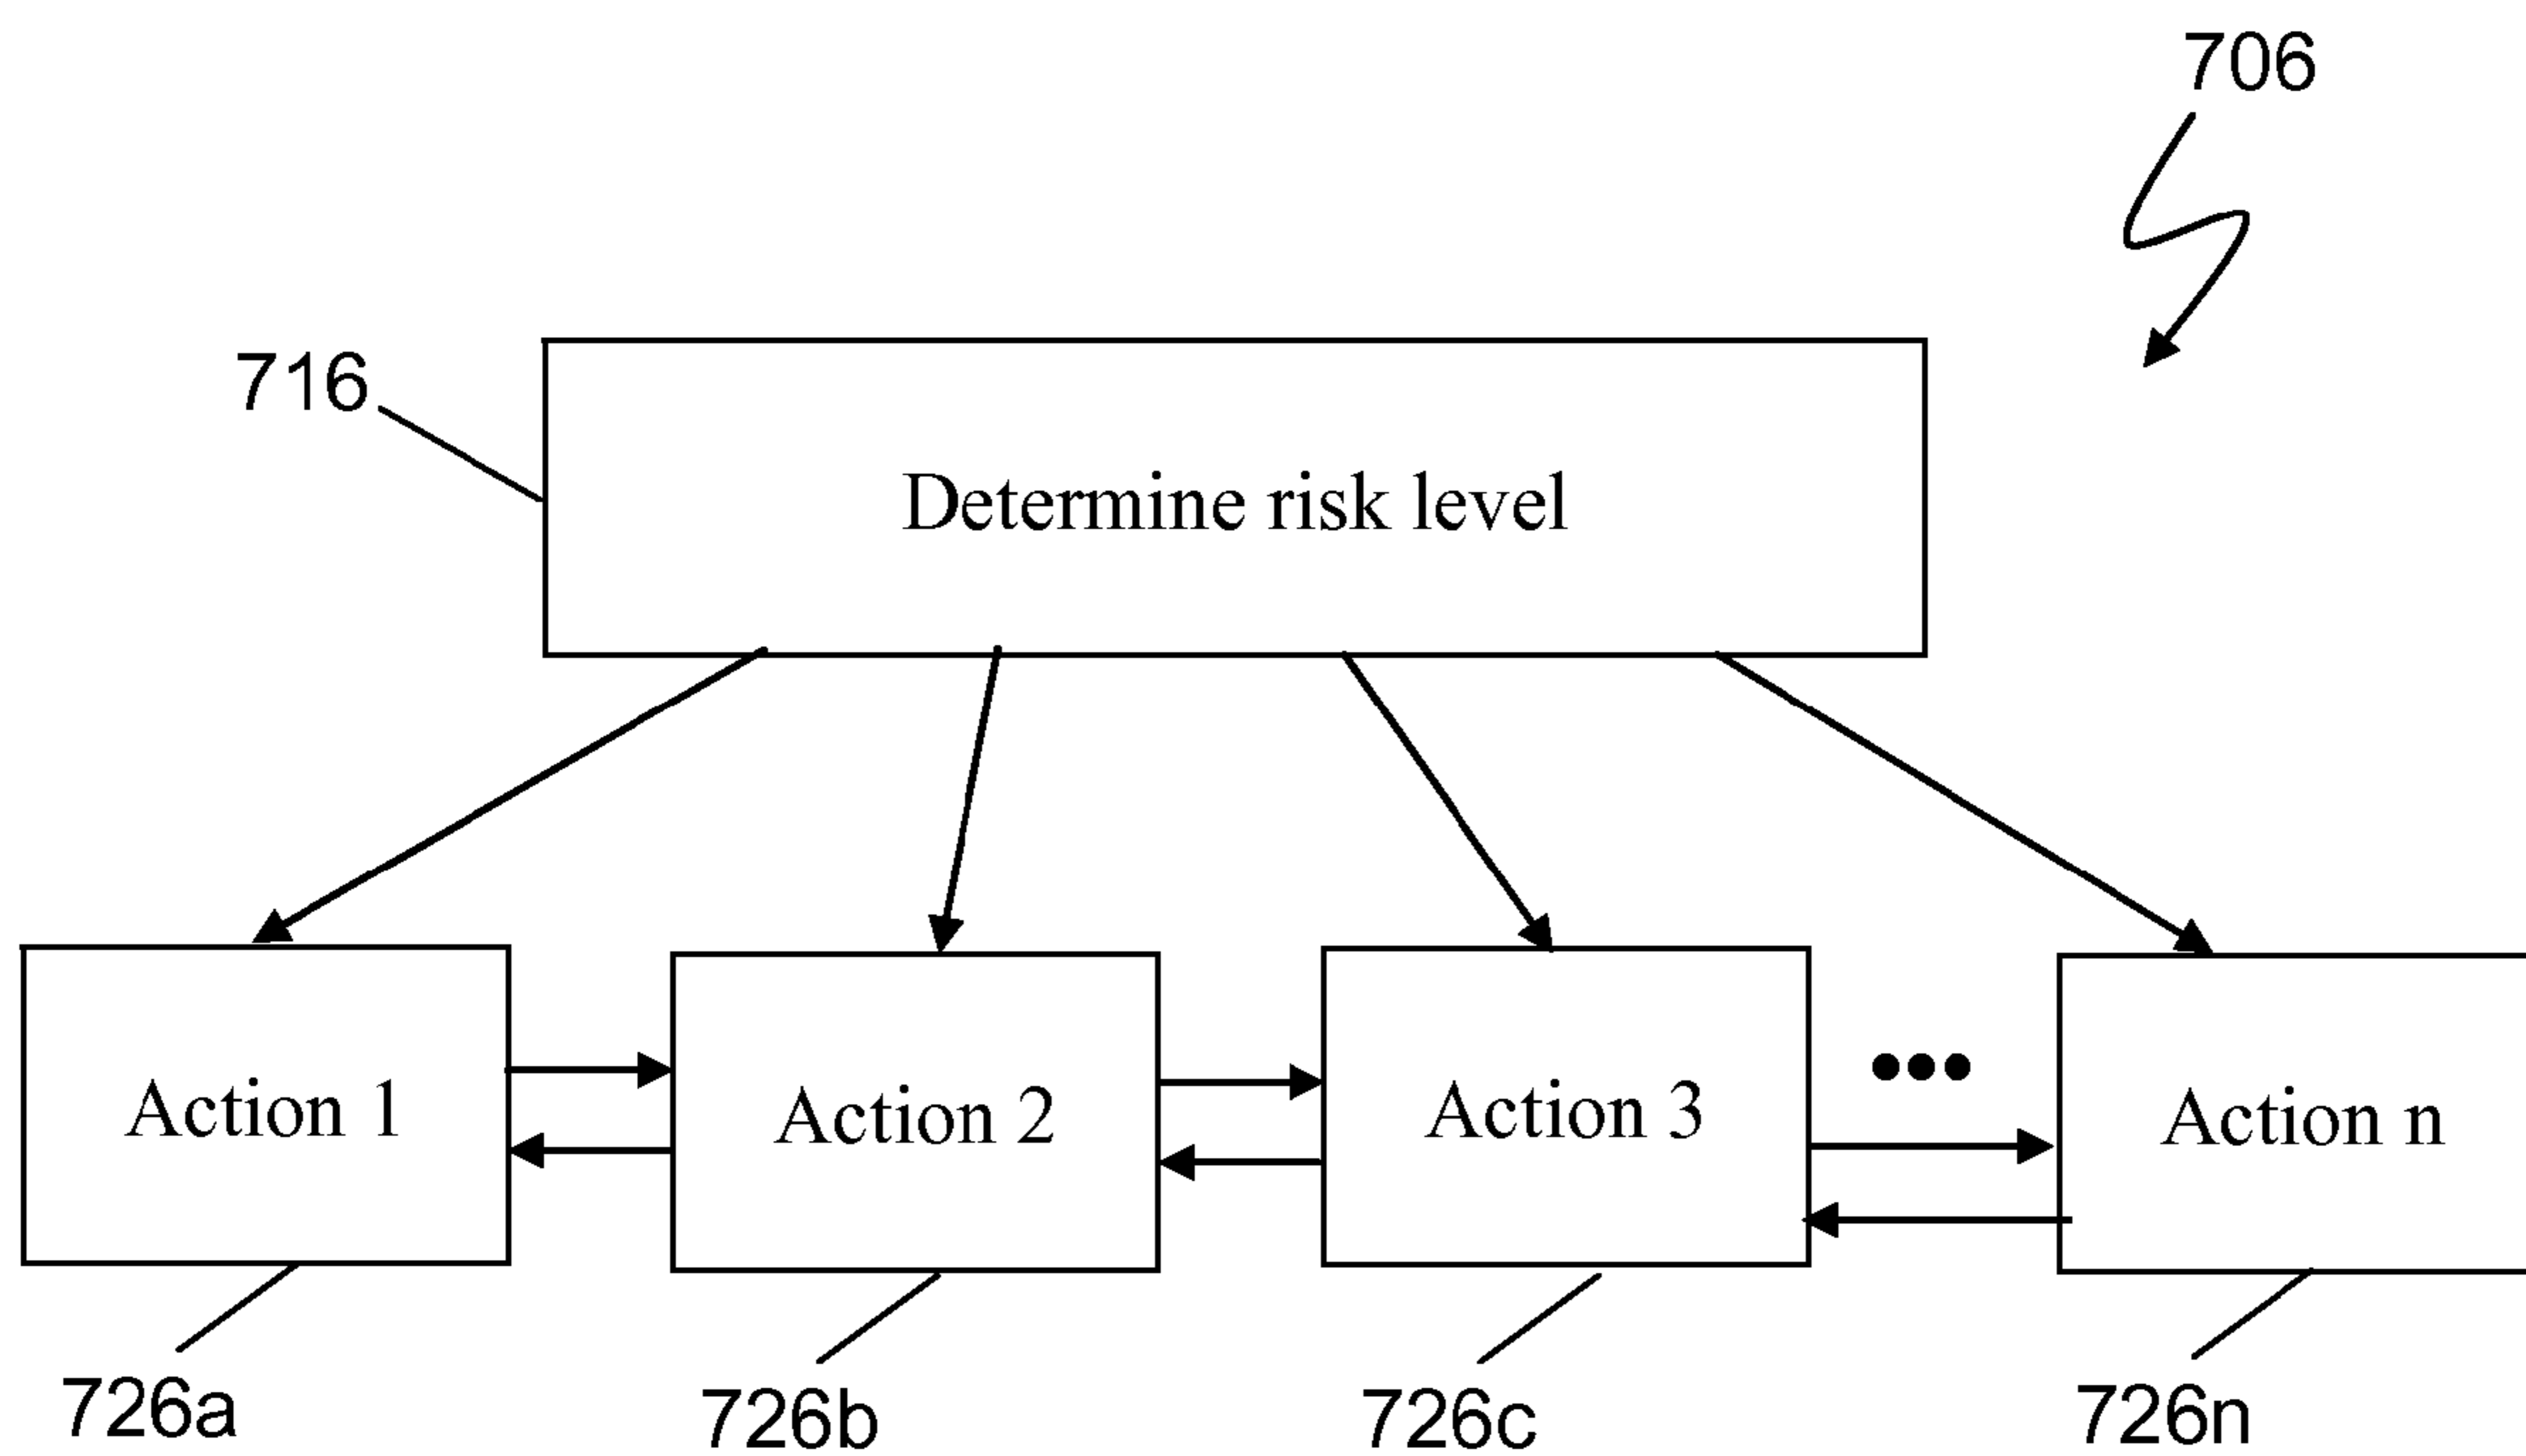 706
716
Determine risk level
•••
Action 1
Action 2
Action 3
Action n
726a
726b
726c
726n